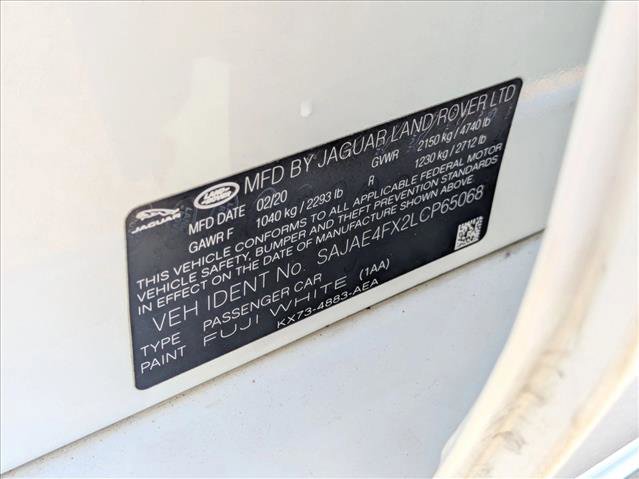 JAGUAR
LAND ROVER
MFD BY JAGUAR LAND ROVER LTD
MFD DATE 02/20 GVWR 2150 kg / 4740 lb
GAWR F 1040 kg / 2293 lb R 1230 kg / 2712 lb
THIS VEHICLE CONFORMS TO ALL APPLICABLE FEDERAL MOTOR
VEHICLE SAFETY, BUMPER AND THEFT PREVENTION STANDARDS
IN EFFECT ON THE DATE OF MANUFACTURE SHOWN ABOVE.
VEH IDENT NO. SAJAE4FX2LCP65068
TYPE PASSENGER CAR
PAINT FUJI WHITE (1AA)
KX73-4883-AEA